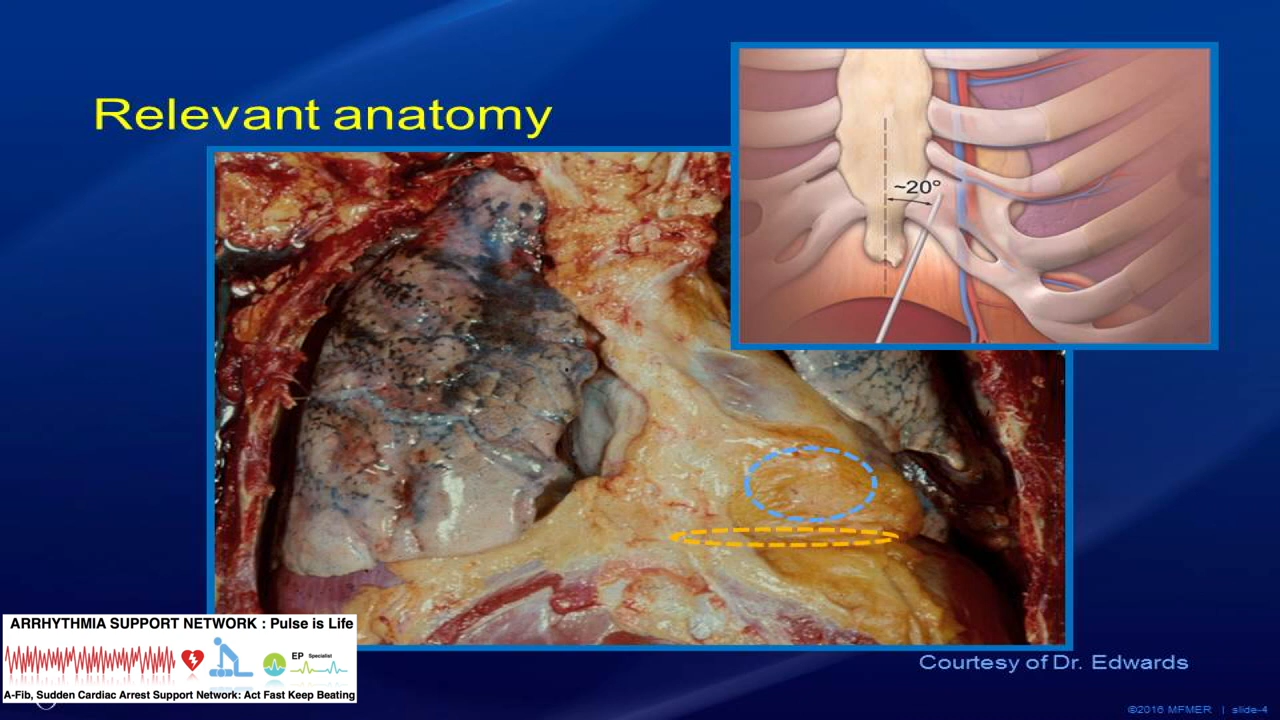 Relevant anatomy
~20°
ARRHYTHMIA SUPPORT NETWORK : Pulse is Life
EP Specialist
A-Fib, Sudden Cardiac Arrest Support Network: Act Fast Keep Beating
Courtesy of Dr. Edwards
©2016 MFMER | slide-4